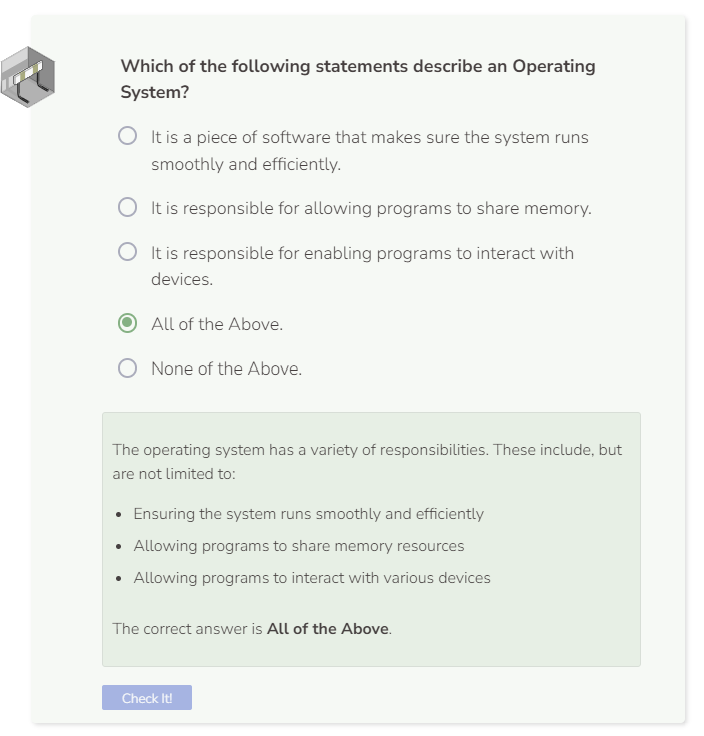 Which of the following statements describe an Operating
System?
It is a piece of software that makes sure the system runs
smoothly and efficiently.
It is responsible for allowing programs to share memory.
It is responsible for enabling programs to interact with
devices.
All of the Above.
None of the Above.
The operating system has a variety of responsibilities. These include, but
are not limited to:
• Ensuring the system runs smoothly and efficiently
• Allowing programs to share memory resources
• Allowing programs to interact with various devices
The correct answer is All of the Above.
Check It!